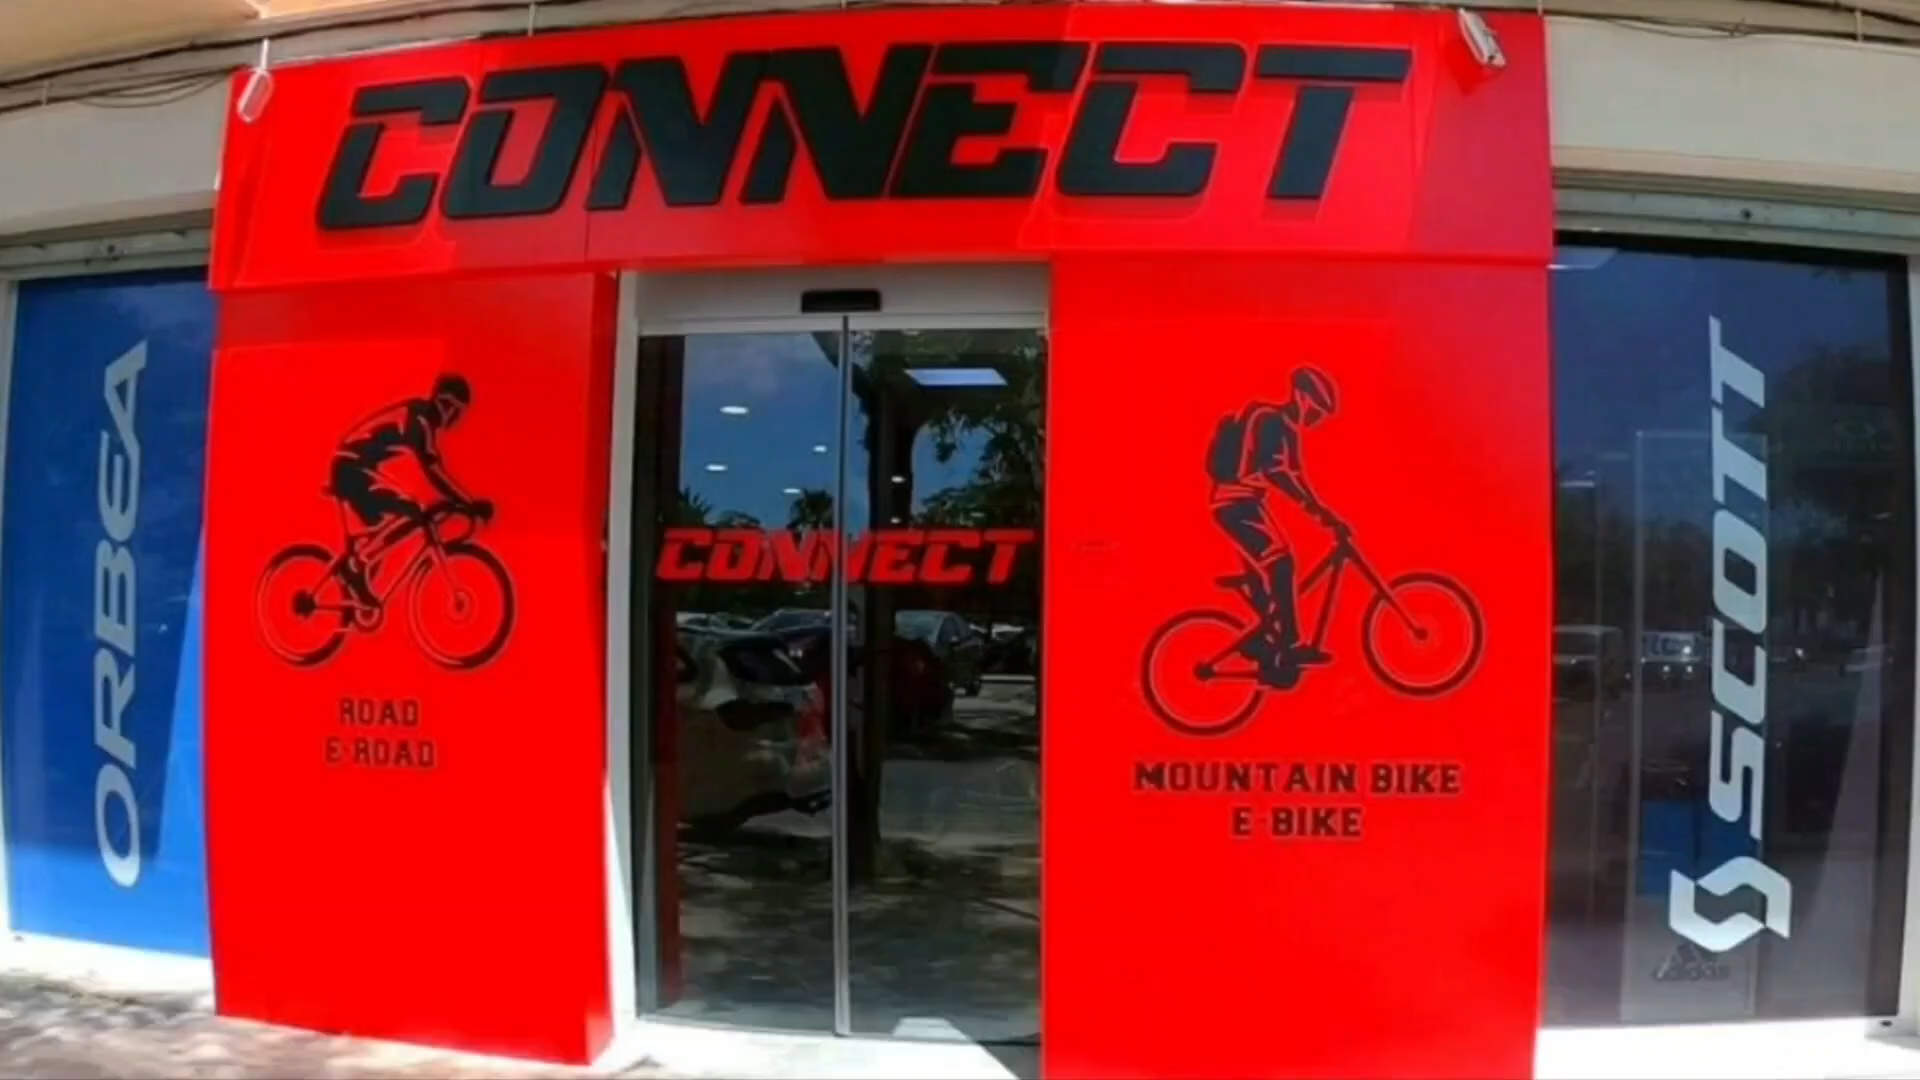 CONNECT
ORBEA
CONNECT
SCOTT
ROAD
E-ROAD
MOUNTAIN BIKE
E-BIKE